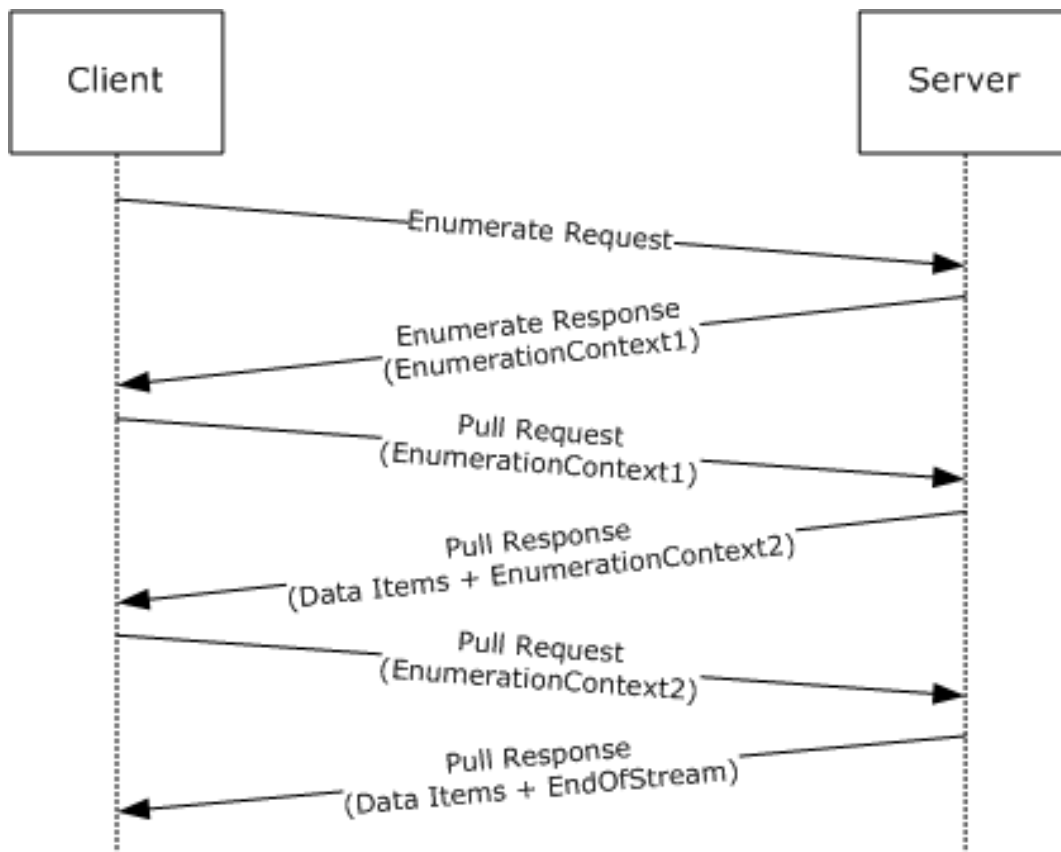 Client
Server
Enumerate Request
Enumerate Response
(EnumerationContext1)
Pull Request
(EnumerationContext1)
Pull Response
(Data Items + EnumerationContext2)
Pull Request
(EnumerationContext2)
Pull Response
(Data Items + EndOfStream)